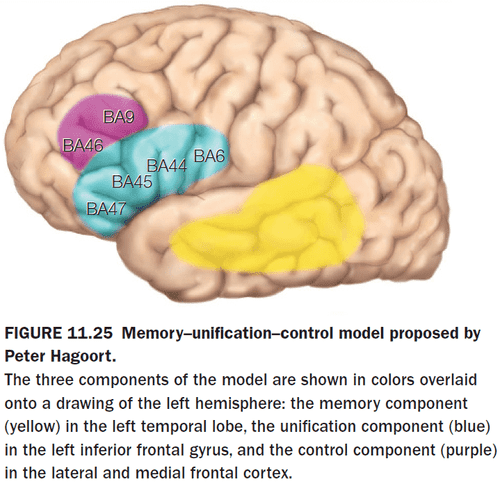 BA9
BA46
BA6
BA44
BA45
BA47
FIGURE 11.25 Memory–unification–control model proposed by
Peter Hagoort.
The three components of the model are shown in colors overlaid
onto a drawing of the left hemisphere: the memory component
(yellow) in the left temporal lobe, the unification component (blue)
in the left inferior frontal gyrus, and the control component (purple)
in the lateral and medial frontal cortex.